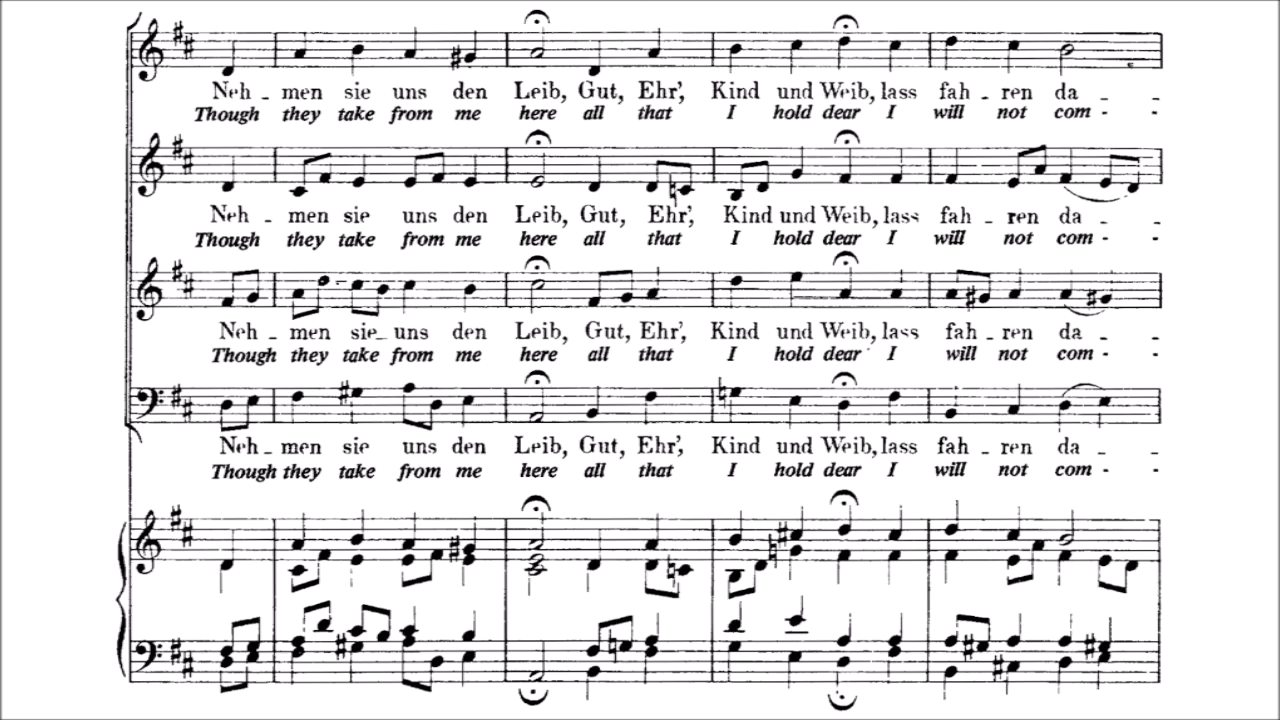 Neh - men sie uns den Leib, Gut, Ehr', Kind und Weib, lass fah - ren da - -
Though they take from me here all that I hold dear I will not com - -
Neh - men sie uns den Leib, Gut, Ehr', Kind und Weib, lass fah - ren da - -
Though they take from me here all that I hold dear I will not com - -
Neh - men sie uns den Leib, Gut, Ehr', Kind und Weib, lass fah - ren da - -
Though they take from me here all that I hold dear I will not com - -
Neh - men sie uns den Leib, Gut, Ehr', Kind und Weib, lass fah - ren da - -
Though they take from me here all that I hold dear I will not com - -